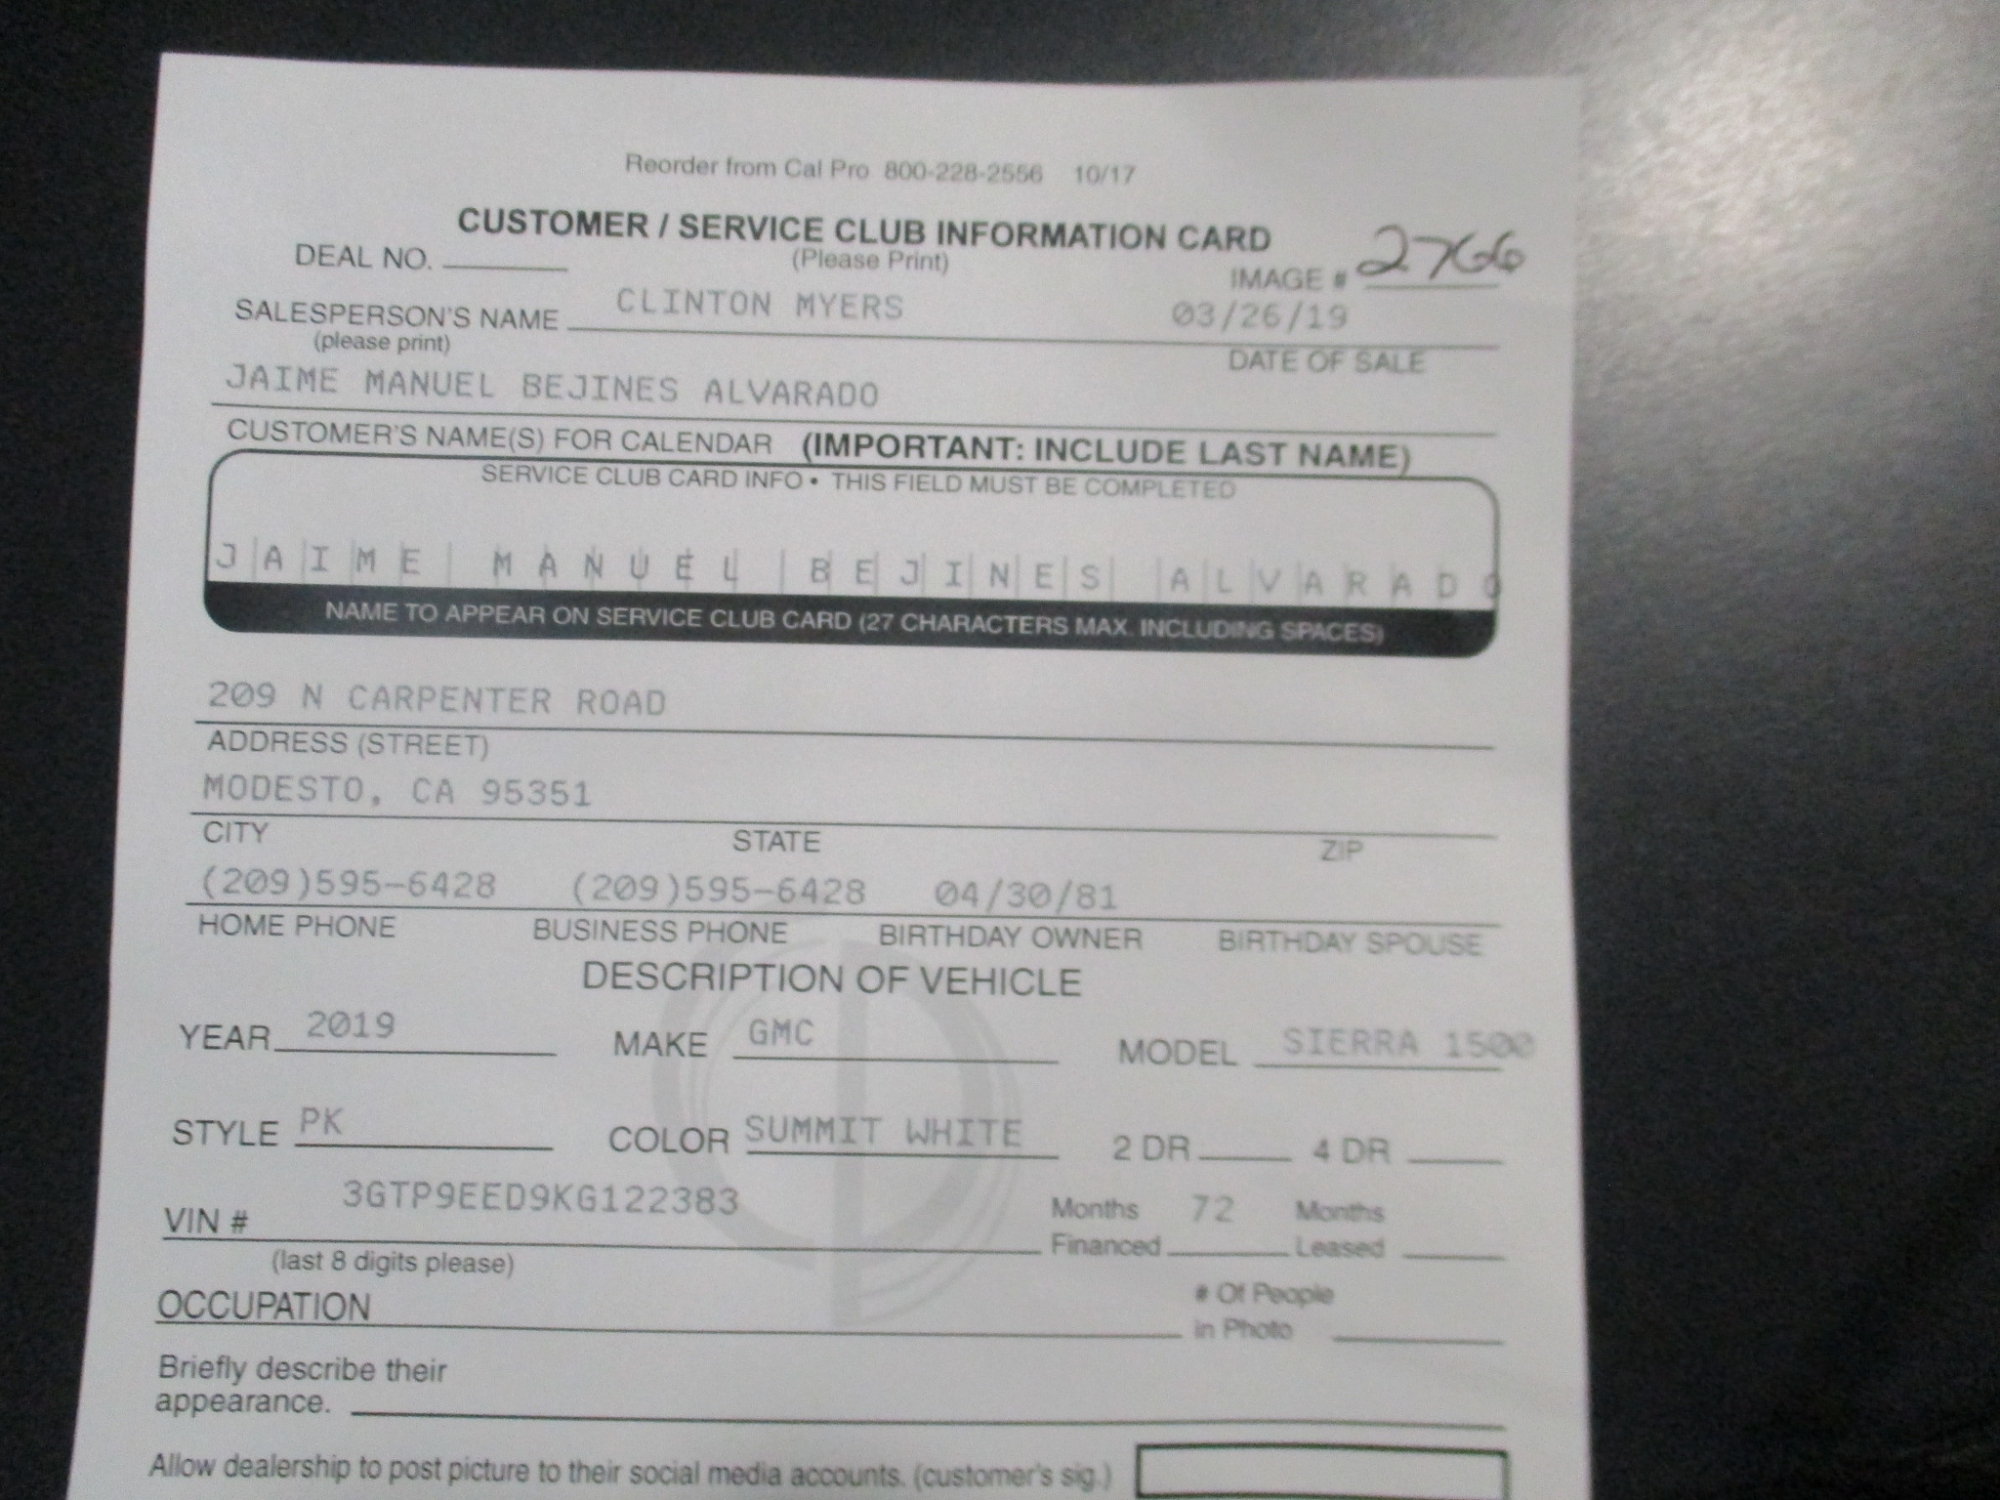 Reorder from Cal Pro 800-228-2556 10/17
CUSTOMER / SERVICE CLUB INFORMATION CARD
(Please Print)
DEAL NO. IMAGE # 2766
SALESPERSON'S NAME CLINTON MYERS 03/26/19
(please print) DATE OF SALE
JAIME MANUEL BEJINES ALVARADO
CUSTOMER'S NAME(S) FOR CALENDAR (IMPORTANT: INCLUDE LAST NAME)
SERVICE CLUB CARD INFO • THIS FIELD MUST BE COMPLETED
JAIME MANUEL BEJINES ALVARADO
NAME TO APPEAR ON SERVICE CLUB CARD (27 CHARACTERS MAX. INCLUDING SPACES)
209 N CARPENTER ROAD
ADDRESS (STREET)
MODESTO, CA 95351
CITY STATE ZIP
(209)595-6428 (209)595-6428 04/30/81
HOME PHONE BUSINESS PHONE BIRTHDAY OWNER BIRTHDAY SPOUSE
DESCRIPTION OF VEHICLE
YEAR 2019 MAKE GMC MODEL SIERRA 1500
STYLE PK COLOR SUMMIT WHITE 2 DR 4 DR
VIN # 3GTP9EED9KG122383 Months Financed 72 Months Leased
(last 8 digits please)
OCCUPATION # Of People in Photo
Briefly describe their
appearance.
Allow dealership to post picture to their social media accounts. (customer's sig.)